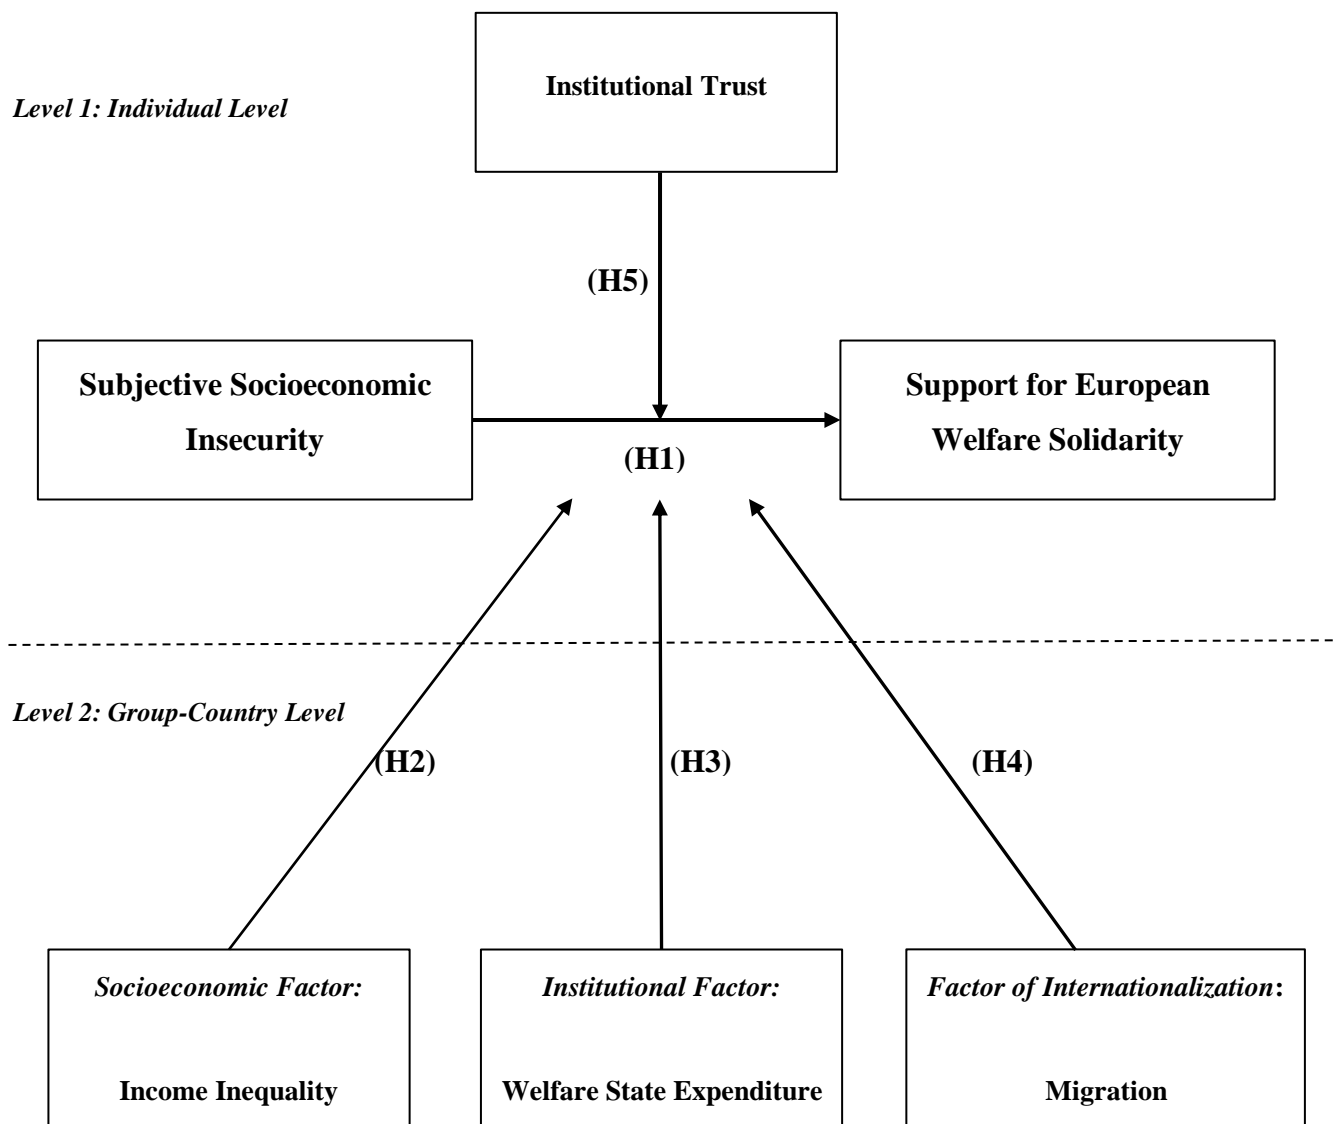 Institutional Trust
Level 1: Individual Level
(H5)
Subjective Socioeconomic
Insecurity
Support for European
Welfare Solidarity
(H1)
Level 2: Group-Country Level
(H2)
(H3)
(H4)
Socioeconomic Factor:
Income Inequality
Institutional Factor:
Welfare State Expenditure
Factor of Internationalization:
Migration